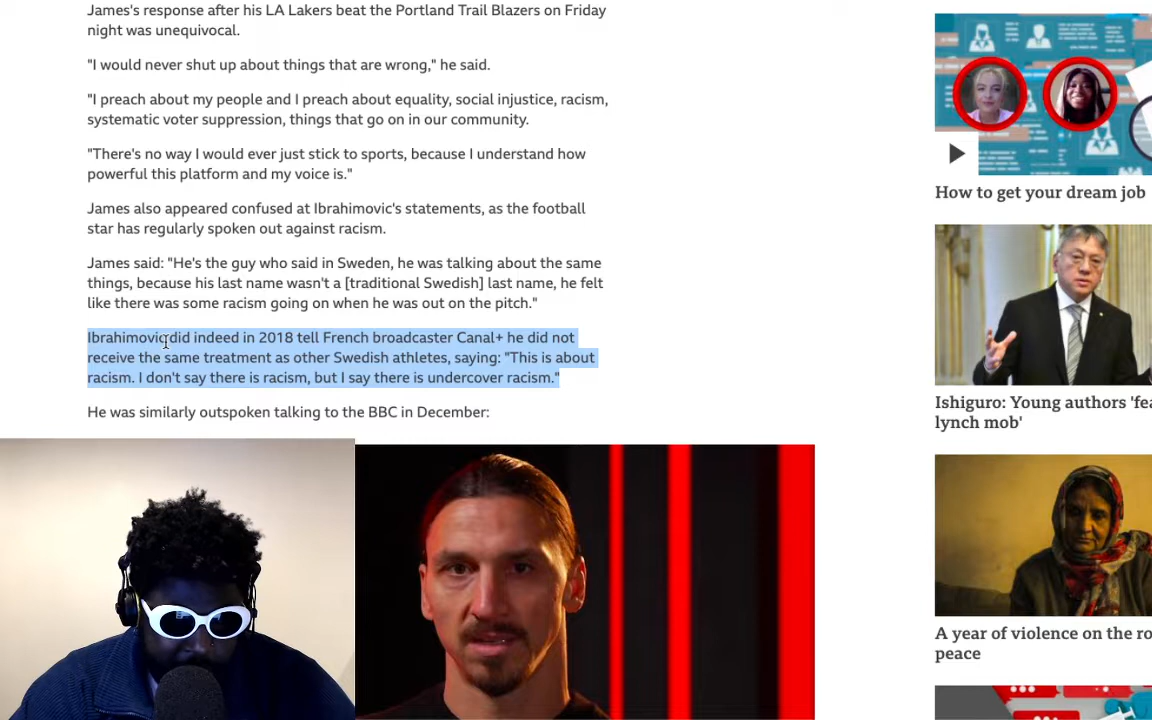 James's response after his LA Lakers beat the Portland Trail Blazers on Friday
night was unequivocal.
"I would never shut up about things that are wrong," he said.
"I preach about my people and I preach about equality, social injustice, racism,
systematic voter suppression, things that go on in our community.
"There's no way I would ever just stick to sports, because I understand how
powerful this platform and my voice is."
James also appeared confused at Ibrahimovic's statements, as the football
star has regularly spoken out against racism.
James said: "He's the guy who said in Sweden, he was talking about the same
things, because his last name wasn't a [traditional Swedish] last name, he felt
like there was some racism going on when he was out on the pitch."
Ibrahimovic did indeed in 2018 tell French broadcaster Canal+ he did not
receive the same treatment as other Swedish athletes, saying: "This is about
racism. I don't say there is racism, but I say there is undercover racism."
He was similarly outspoken talking to the BBC in December:
How to get your dream job
Ishiguro: Young authors
lynch mob'
A year of violence on the
peace